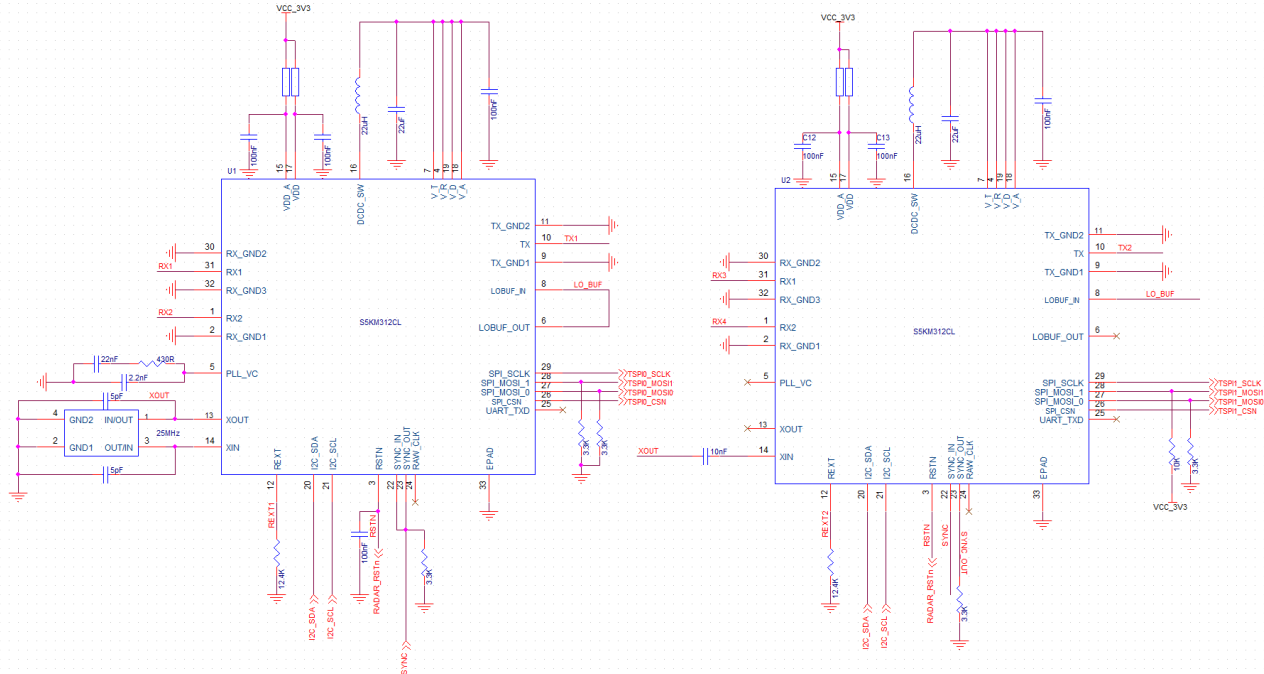 VCC_3V3
100nF
100nF
22uH
22uF
100nF
U1
15
17
16
7
4
19
18
VDD_A
VDD
DCDC_SW
V_T
V_R
V_D
V_A
30
RX_GND2
RX1
31
RX1
32
RX_GND3
RX2
1
RX2
2
RX_GND1
5
PLL_VC
13
XOUT
14
XIN
S5KM312CL
TX_GND2
11
TX
10
TX1
TX_GND1
9
LOBUF_IN
8
LO_BUF
LOBUF_OUT
6
SPI_SCLK
29
TSPI0_SCLK
SPI_MOSI_1
28
TSPI0_MOSI1
SPI_MOSI_0
27
TSPI0_MOSI0
SPI_CSN
26
TSPI0_CSN
UART_TXD
25
3.3K
3.3K
22nF
430R
2.2nF
5pF
XOUT
4
GND2
IN/OUT
1
25MHz
2
GND1
OUT/IN
3
5pF
REXT
I2C_SDA
I2C_SCL
RSTN
SYNC_IN
SYNC_OUT
RAW_CLK
EPAD
12
20
21
3
22
23
24
33
REXT1
12.4K
I2C_SDA
I2C_SCL
100nF
RSTN
RADAR_RSTn
SYNC
3.3K
VCC_3V3
C12
100nF
C13
100nF
22uH
22uF
100nF
U2
15
17
16
7
4
19
18
VDD_A
VDD
DCDC_SW
V_T
V_R
V_D
V_A
30
RX_GND2
RX3
31
RX1
32
RX_GND3
RX4
1
RX2
2
RX_GND1
5
PLL_VC
13
XOUT
XOUT
10nF
14
XIN
S5KM312CL
TX_GND2
11
TX
10
TX2
TX_GND1
9
LOBUF_IN
8
LO_BUF
LOBUF_OUT
6
SPI_SCLK
29
TSPI1_SCLK
SPI_MOSI_1
28
TSPI1_MOSI1
SPI_MOSI_0
27
TSPI1_MOSI0
SPI_CSN
26
TSPI1_CSN
UART_TXD
25
10K
3.3K
VCC_3V3
REXT
I2C_SDA
I2C_SCL
RSTN
SYNC_IN
SYNC_OUT
RAW_CLK
EPAD
12
20
21
3
22
23
24
33
REXT2
12.4K
I2C_SDA
I2C_SCL
RSTN
RADAR_RSTn
SYNC
SYNC_OUT
3.3K